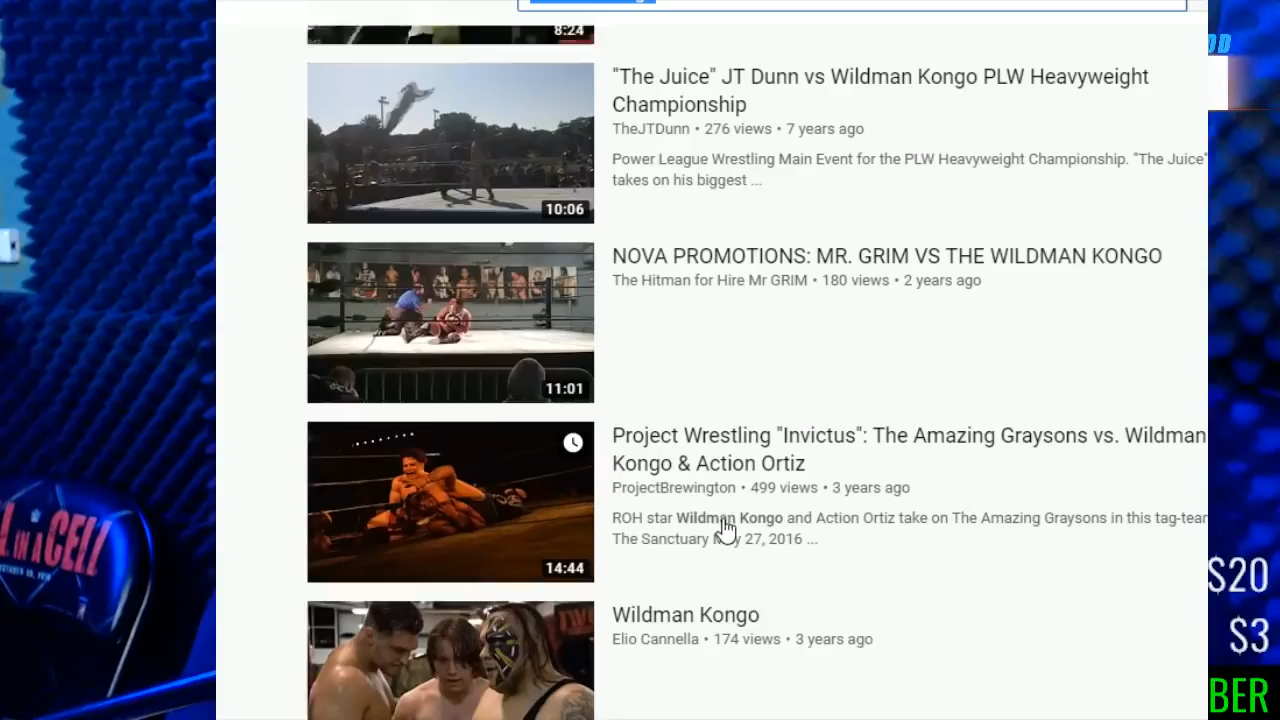 8:24
OD
"The Juice" JT Dunn vs Wildman Kongo PLW Heavyweight
Championship
TheJTDunn • 276 views • 7 years ago
Power League Wrestling Main Event for the PLW Heavyweight Championship. "The Juice"
takes on his biggest ...
10:06
NOVA PROMOTIONS: MR. GRIM VS THE WILDMAN KONGO
The Hitman for Hire Mr GRIM • 180 views • 2 years ago
11:01
Project Wrestling "Invictus": The Amazing Graysons vs. Wildman
Kongo & Action Ortiz
ProjectBrewington • 499 views • 3 years ago
ROH star Wildman Kongo and Action Ortiz take on The Amazing Graysons in this tag-tear
The Sanctuary 27, 2016 ...
14:44
L IN A CELL
$20
$3
BER
Wildman Kongo
Elio Cannella • 174 views • 3 years ago